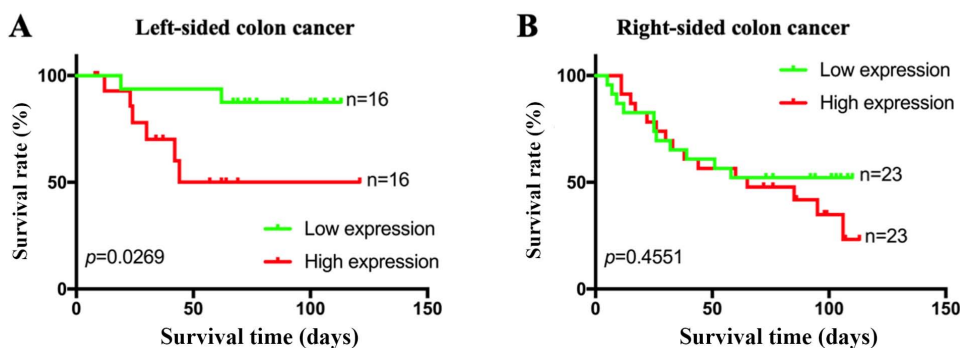 A
Left-sided colon cancer
Survival rate (%)
100
50
0
n=16
n=16
Low expression
High expression
p=0.0269
0
50
100
150
Survival time (days)
B
Right-sided colon cancer
Survival rate (%)
100
50
0
Low expression
High expression
n=23
n=23
p=0.4551
0
50
100
150
Survival time (days)